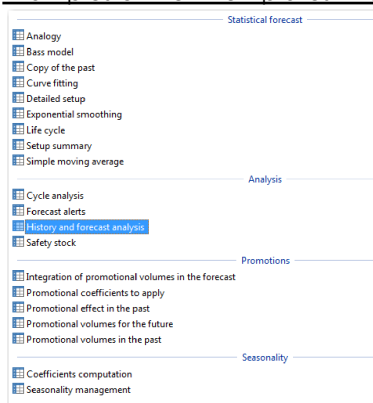 Statistical forecast
Analogy
Bass model
Copy of the past
Curve fitting
Detailed setup
Exponential smoothing
Life cycle
Setup summary
Simple moving average
Analysis
Cycle analysis
Forecast alerts
History and forecast analysis
Safety stock
Promotions
Integration of promotional volumes in the forecast
Promotional coefficients to apply
Promotional effect in the past
Promotional volumes for the future
Promotional volumes in the past
Seasonality
Coefficients computation
Seasonality management